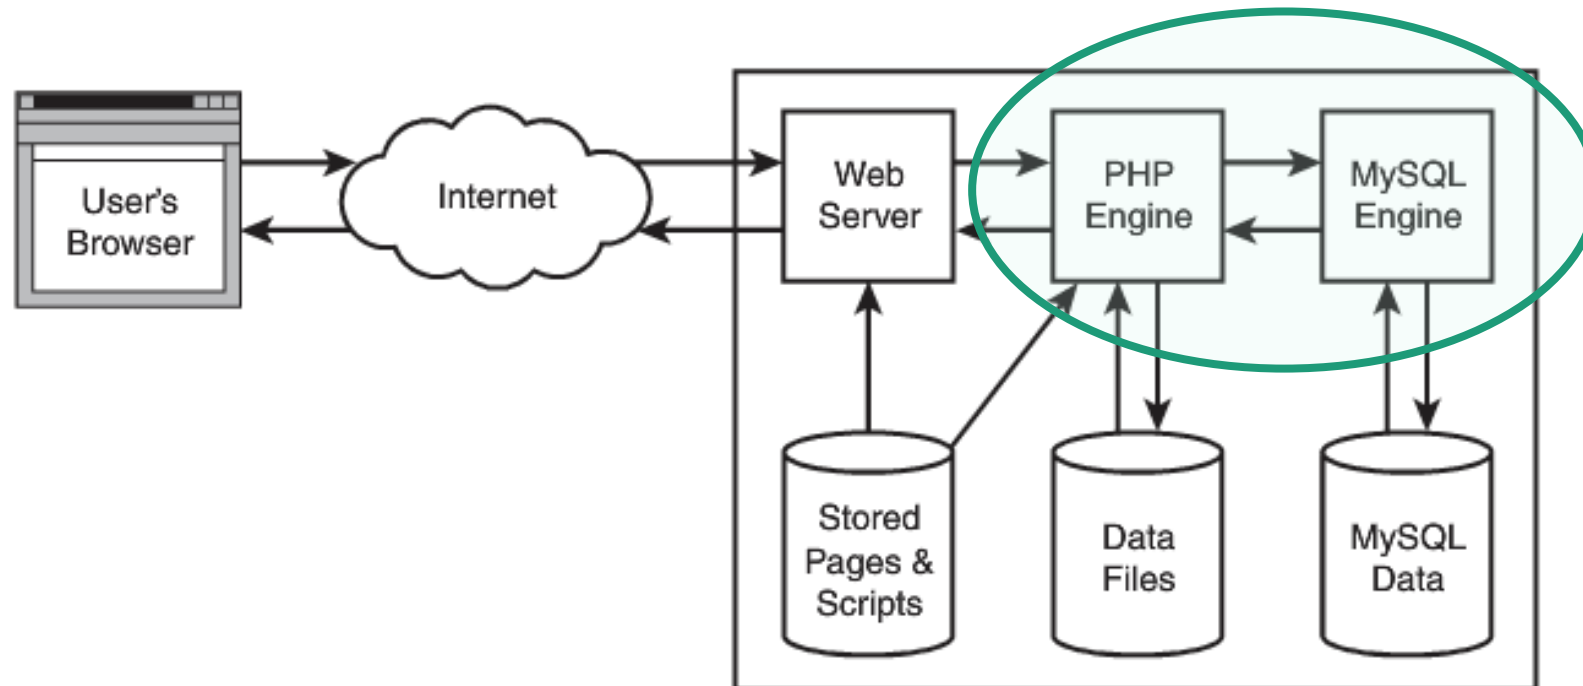 User's
Browser
Internet
Web
Server
PHP
Engine
MySQL
Engine
Stored
Pages &
Scripts
Data
Files
MySQL
Data